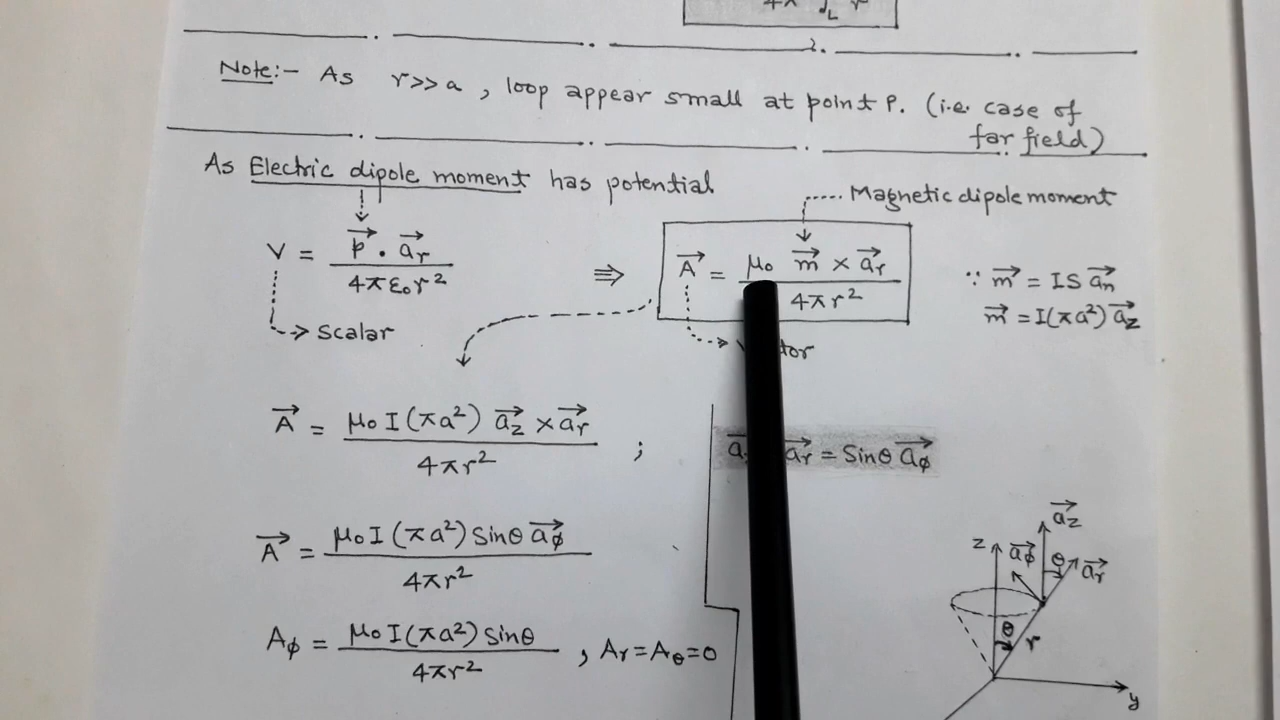 Note:- As r>>a, loop appear small at point P. (i.e. case of
far field)
As Electric dipole moment has potential
Magnetic dipole moment
V = p⃗ . a⃗r / 4πε₀r²
⇛
A⃗ = μ₀ m⃗ × a⃗r / 4πr²
∵ m⃗ = IS a⃗n
m⃗ = I(πa²) a⃗z
Scalar
A⃗ = μ₀ I (πa²) a⃗z × a⃗r / 4πr² ;
a⃗r = Sinθ a⃗ϕ
A⃗ = μ₀ I (πa²) Sinθ a⃗ϕ / 4πr²
Aϕ = μ₀ I (πa²) Sinθ / 4πr² , Ar = Aθ = 0
a⃗z
z
a⃗ϕ
θ
a⃗r
θ
r
y